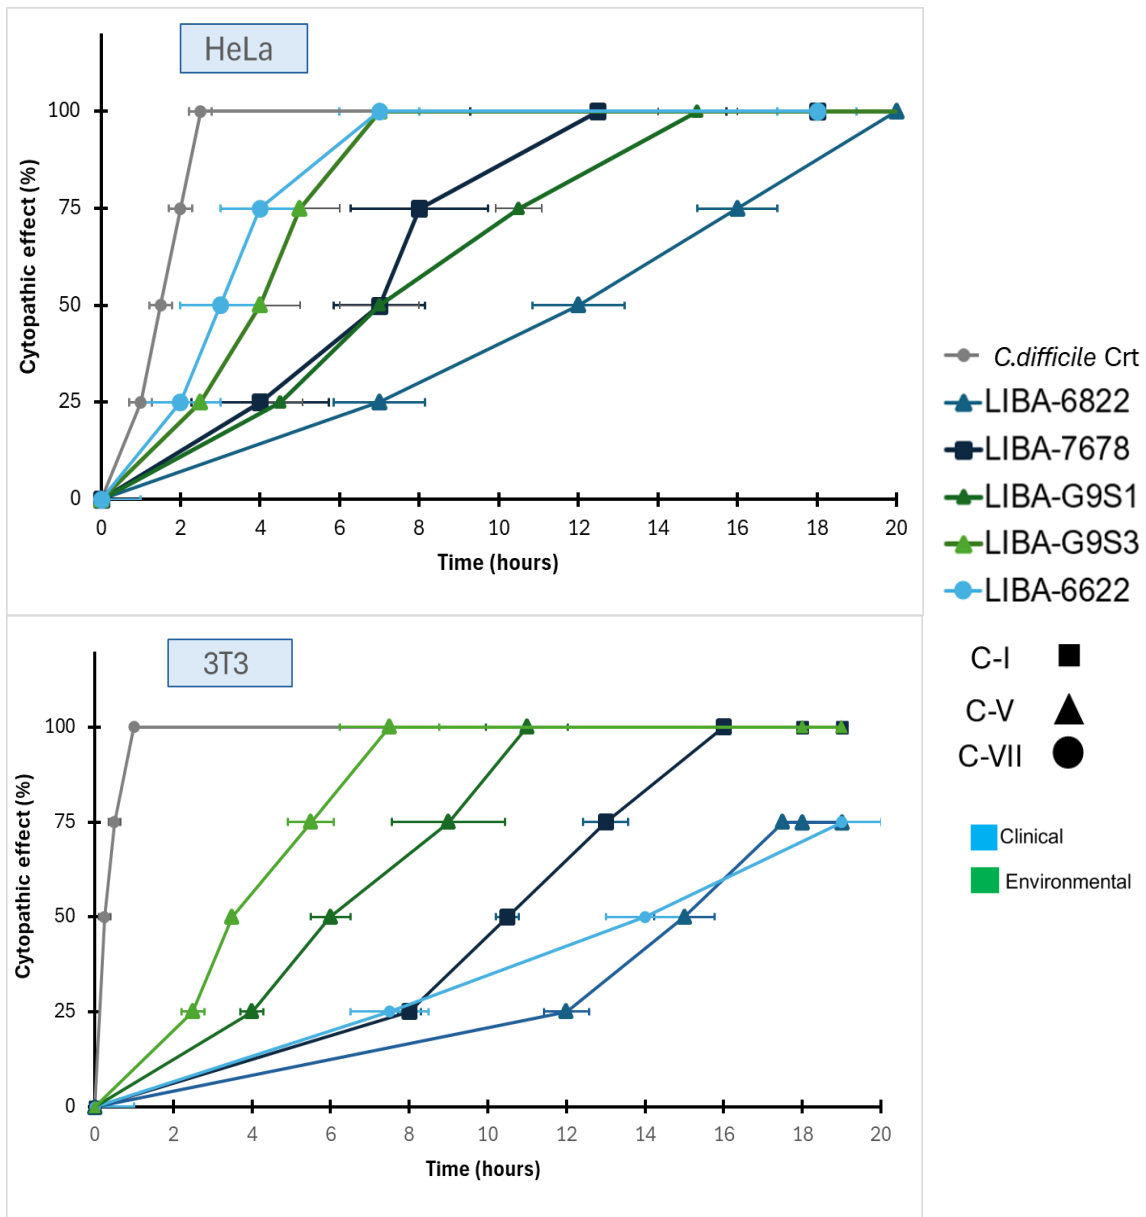 HeLa
Cytopathic effect (%)
100
75
50
25
0
0 2 4 6 8 10 12 14 16 18 20
Time (hours)
C.difficile Crt
LIBA-6822
LIBA-7678
LIBA-G9S1
LIBA-G9S3
LIBA-6622
C-I
C-V
C-VII
Clinical
Environmental
3T3
Cytopathic effect (%)
100
75
50
25
0
0 2 4 6 8 10 12 14 16 18 20
Time (hours)